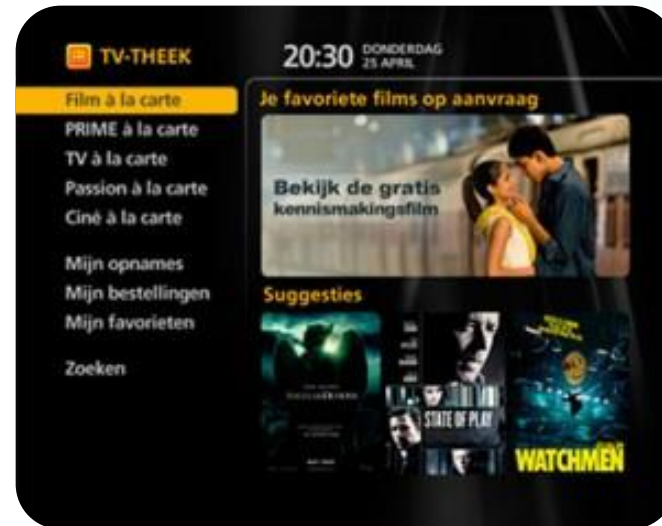 TV-THEEK
20:30 DONDERDAG
25 APRIL
Film à la carte
PRIME à la carte
TV à la carte
Passion à la carte
Ciné à la carte
Mijn opnames
Mijn bestellingen
Mijn favorieten
Zoeken
Je favoriete films op aanvraag
Bekijk de gratis
kennismakingsfilm
Suggesties
STATE OF PLAY
WATCHMEN